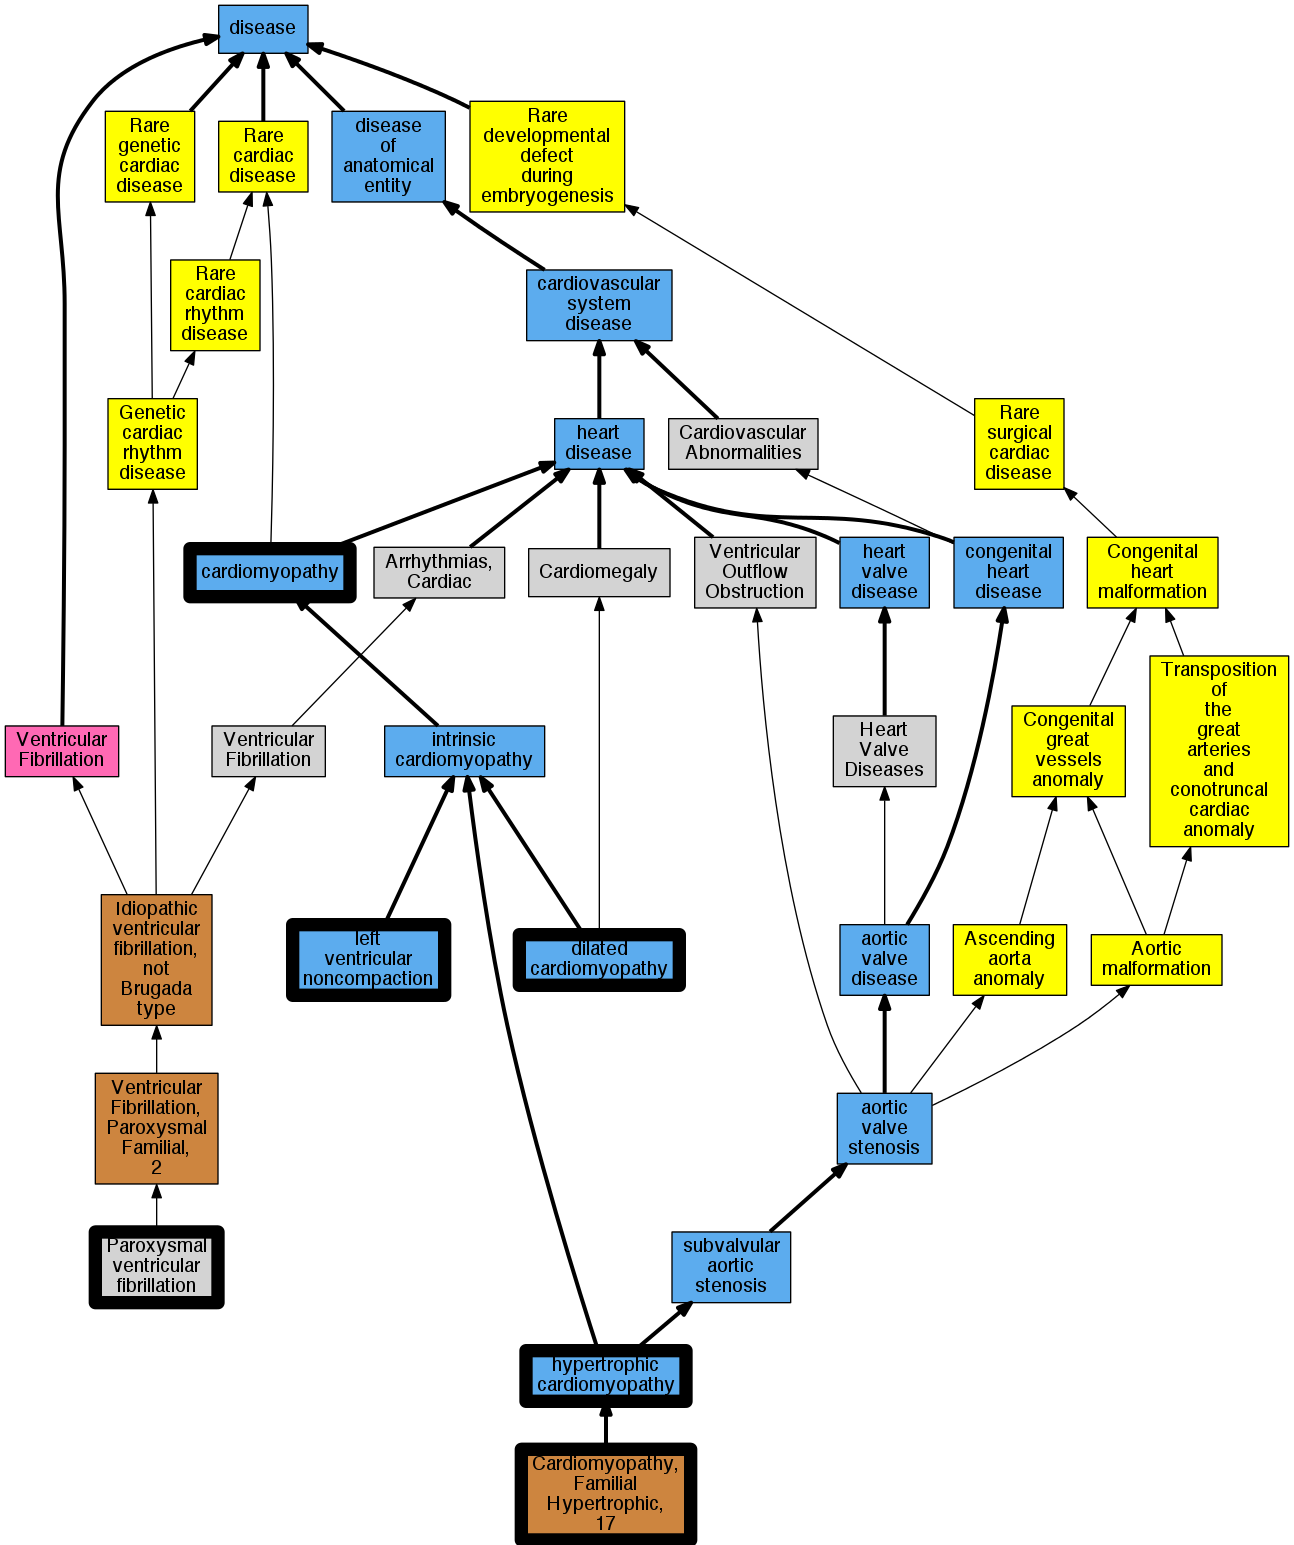 disease
Rare
genetic
cardiac
disease
Rare
cardiac
disease
disease
of
anatomical
entity
Rare
developmental
defect
during
embryogenesis
Rare
cardiac
rhythm
disease
cardiovascular
system
disease
Genetic
cardiac
rhythm
disease
heart
disease
Cardiovascular
Abnormalities
Rare
surgical
cardiac
disease
cardiomyopathy
Arrhythmias,
Cardiac
Cardiomegaly
Ventricular
Outflow
Obstruction
heart
valve
disease
congenital
heart
disease
Congenital
heart
malformation
Transposition
of
the
great
arteries
and
conotruncal
cardiac
anomaly
Ventricular
Fibrillation
Ventricular
Fibrillation
intrinsic
cardiomyopathy
Heart
Valve
Diseases
Congenital
great
vessels
anomaly
Idiopathic
ventricular
fibrillation,
not
Brugada
type
left
ventricular
noncompaction
dilated
cardiomyopathy
aortic
valve
disease
Ascending
aorta
anomaly
Aortic
malformation
Ventricular
Fibrillation,
Paroxysmal
Familial,
2
aortic
valve
stenosis
Paroxysmal
ventricular
fibrillation
subvalvular
aortic
stenosis
hypertrophic
cardiomyopathy
Cardiomyopathy,
Familial
Hypertrophic,
17